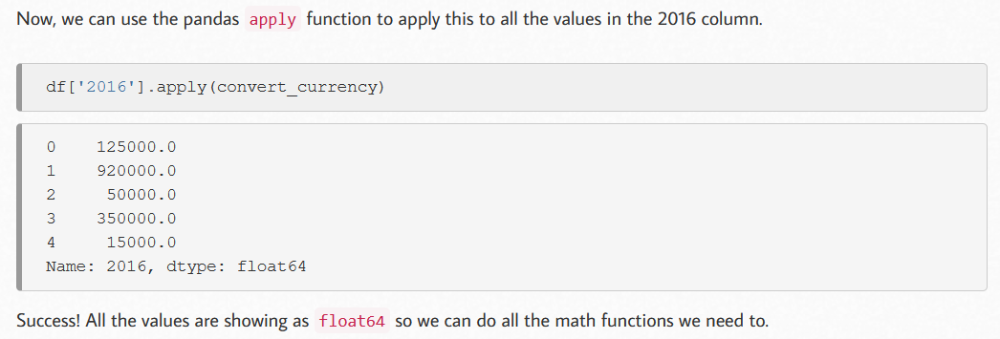 Now, we can use the pandas apply function to apply this to all the values in the 2016 column.
df['2016'].apply(convert_currency)
0    125000.0
1    920000.0
2     50000.0
3    350000.0
4     15000.0
Name: 2016, dtype: float64
Success! All the values are showing as float64 so we can do all the math functions we need to.